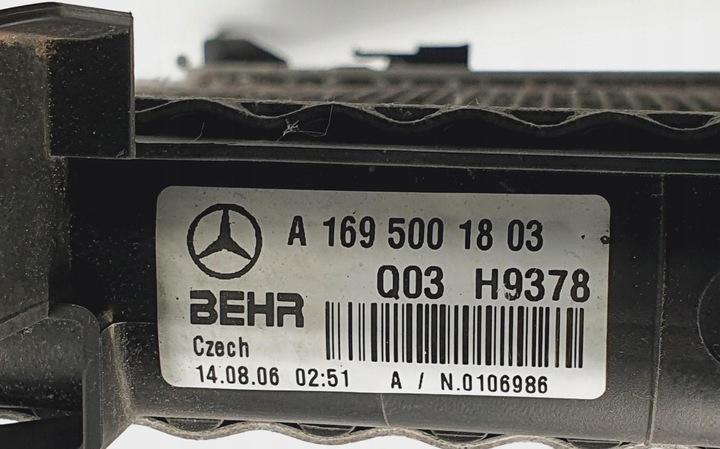 A 169 500 18 03
Q03 H9378
BEHR
Czech
14.08.06 02:51 A / N.0106986